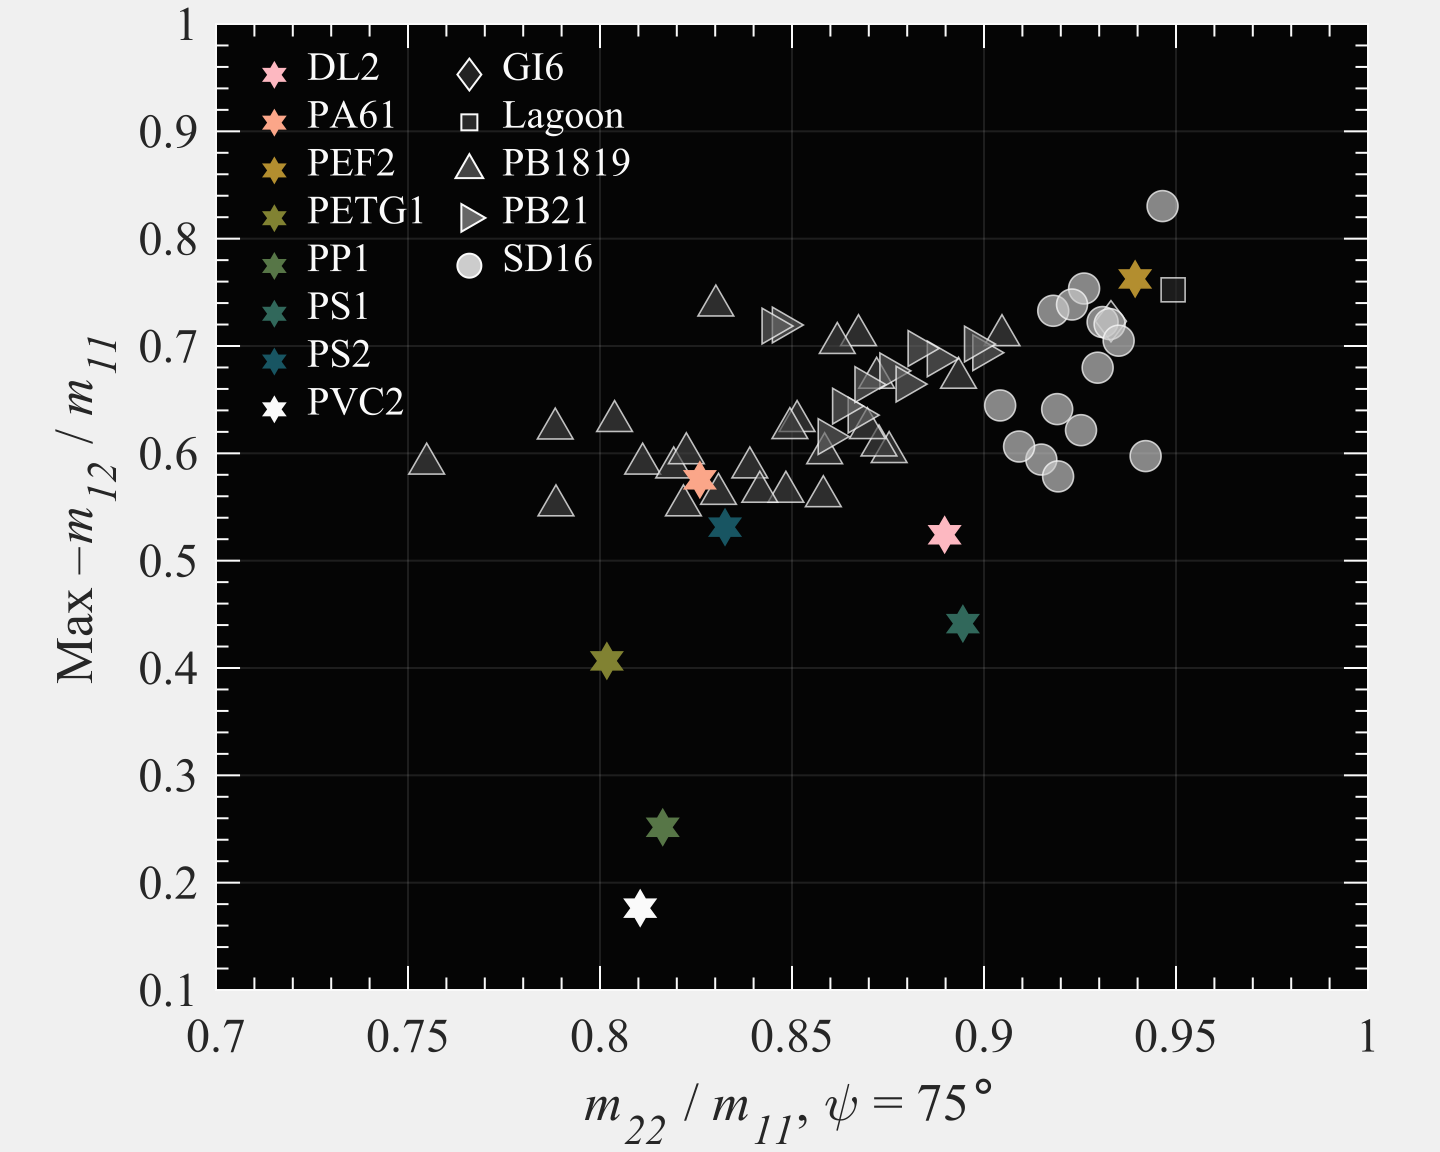 1
0.9
0.8
0.7
0.6
0.5
0.4
0.3
0.2
0.1
0.7 0.75 0.8 0.85 0.9 0.95 1
Max −m12 / m11
m22 / m11, ψ = 75°
DL2
PA61
PEF2
PETG1
PP1
PS1
PS2
PVC2
GI6
Lagoon
PB1819
PB21
SD16